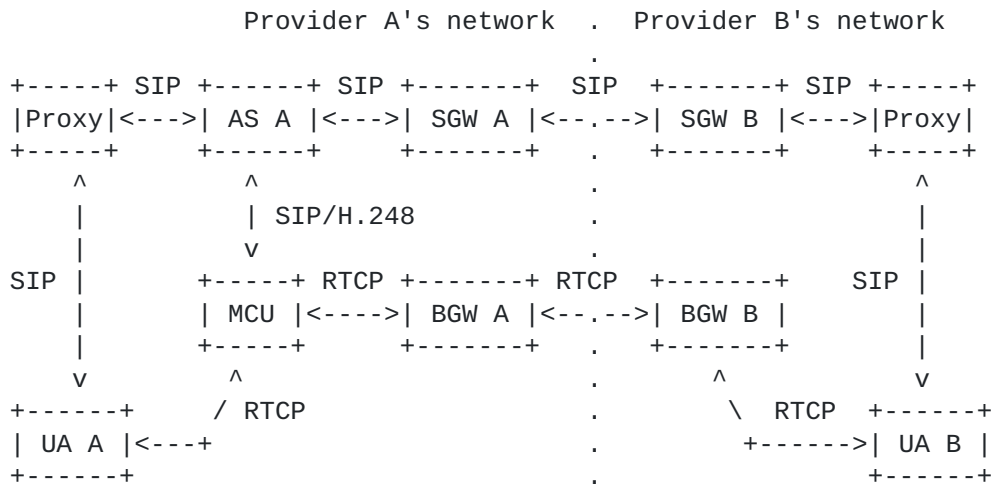 Provider A's network . Provider B's network
.
+-----+ SIP +------+ SIP +-------+ SIP +-------+ SIP +-----+
|Proxy|<--->| AS A |<--->| SGW A |<--.-->| SGW B |<--->|Proxy|
+-----+ +------+ +-------+ . +-------+ +-----+
^ ^ . ^
| | SIP/H.248 . |
| v . |
SIP | +-----+ RTCP +-------+ RTCP +-------+ SIP |
| | MCU |<---->| BGW A |<--.-->| BGW B | |
| +-----+ +-------+ . +-------+ |
v ^ . ^ v
+------+ / RTCP . \ RTCP +------+
| UA A |<---+ . +------>| UA B |
+------+ . +------+